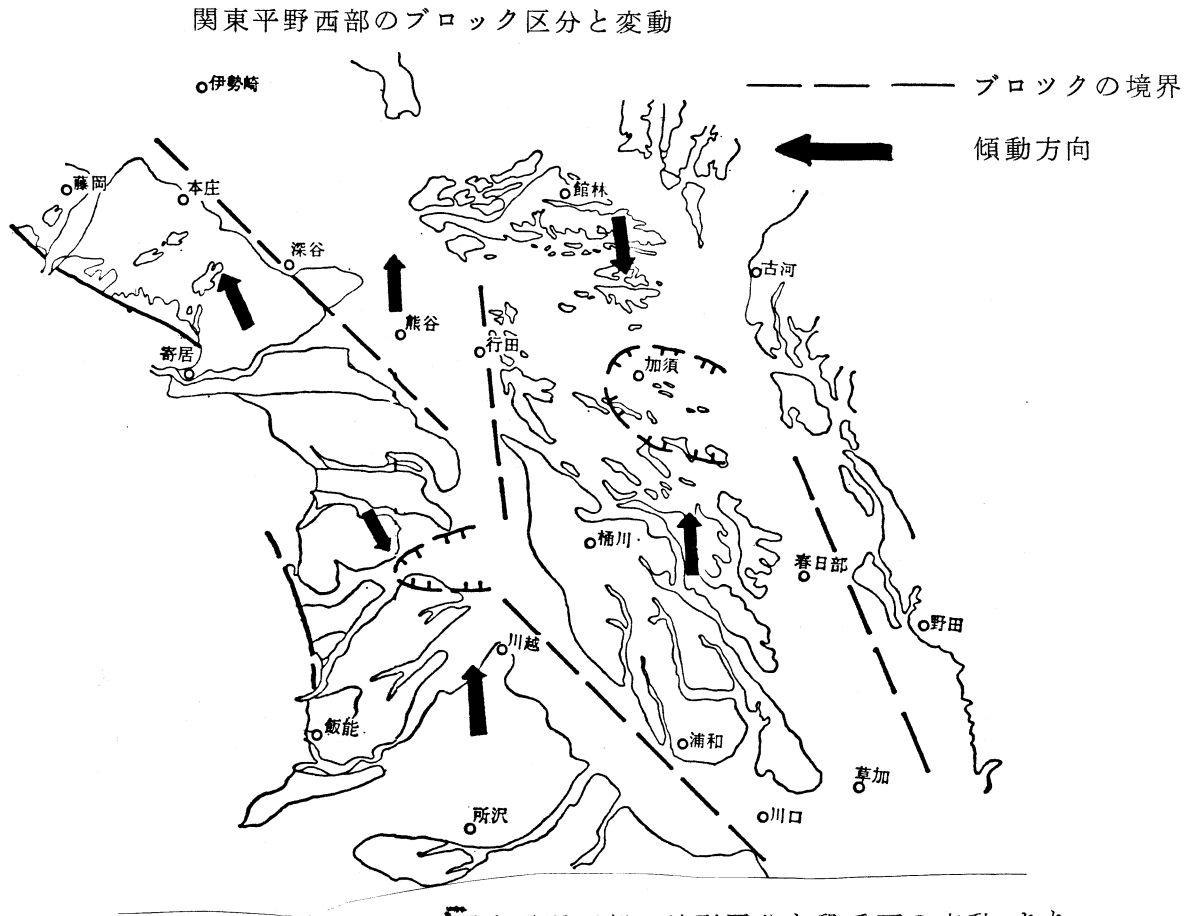 関東平野西部のブロック区分と変動
伊勢崎
ブロツクの境界
傾動方向
藤岡
本庄
館林
深谷
古河
熊谷
行田
寄居
加須
桶川
春日部
野田
川越
飯能
浦和
草加
所沢
川口